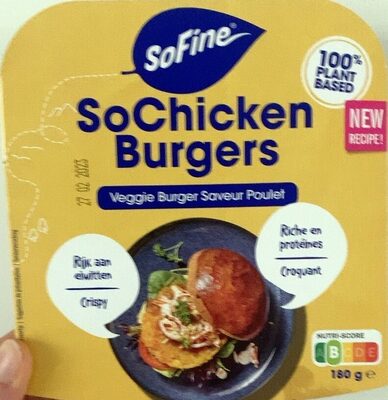 SoFine®
100%
PLANT
BASED
SoChicken
Burgers
NEW
RECIPE!
27 02 2023
Veggie Burger Saveur Poulet
Riche en
protéines
Croquant
Rijk aan
eiwitten
Crispy
NUTRI-SCORE
A B C D E
180 g e